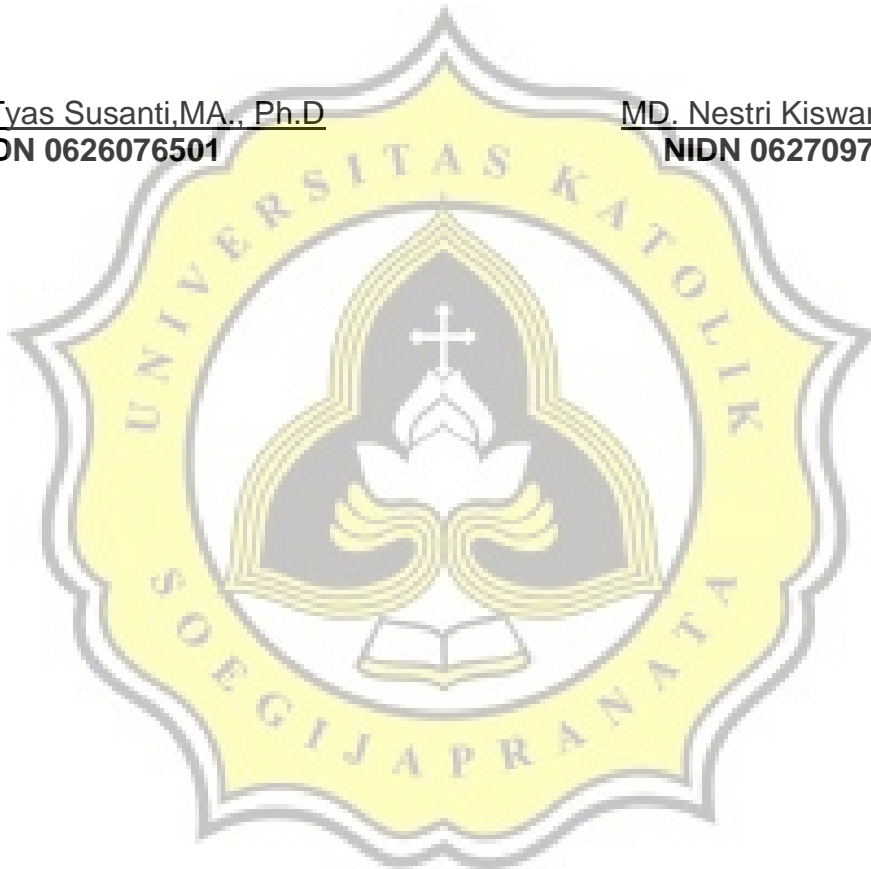 Tyas Susanti,MA., Ph.D
DN 0626076501
MD. Nestri Kiswar
NIDN 0627097
UNIVERSITAS KATOLIK
SOEGIJAPRANATA